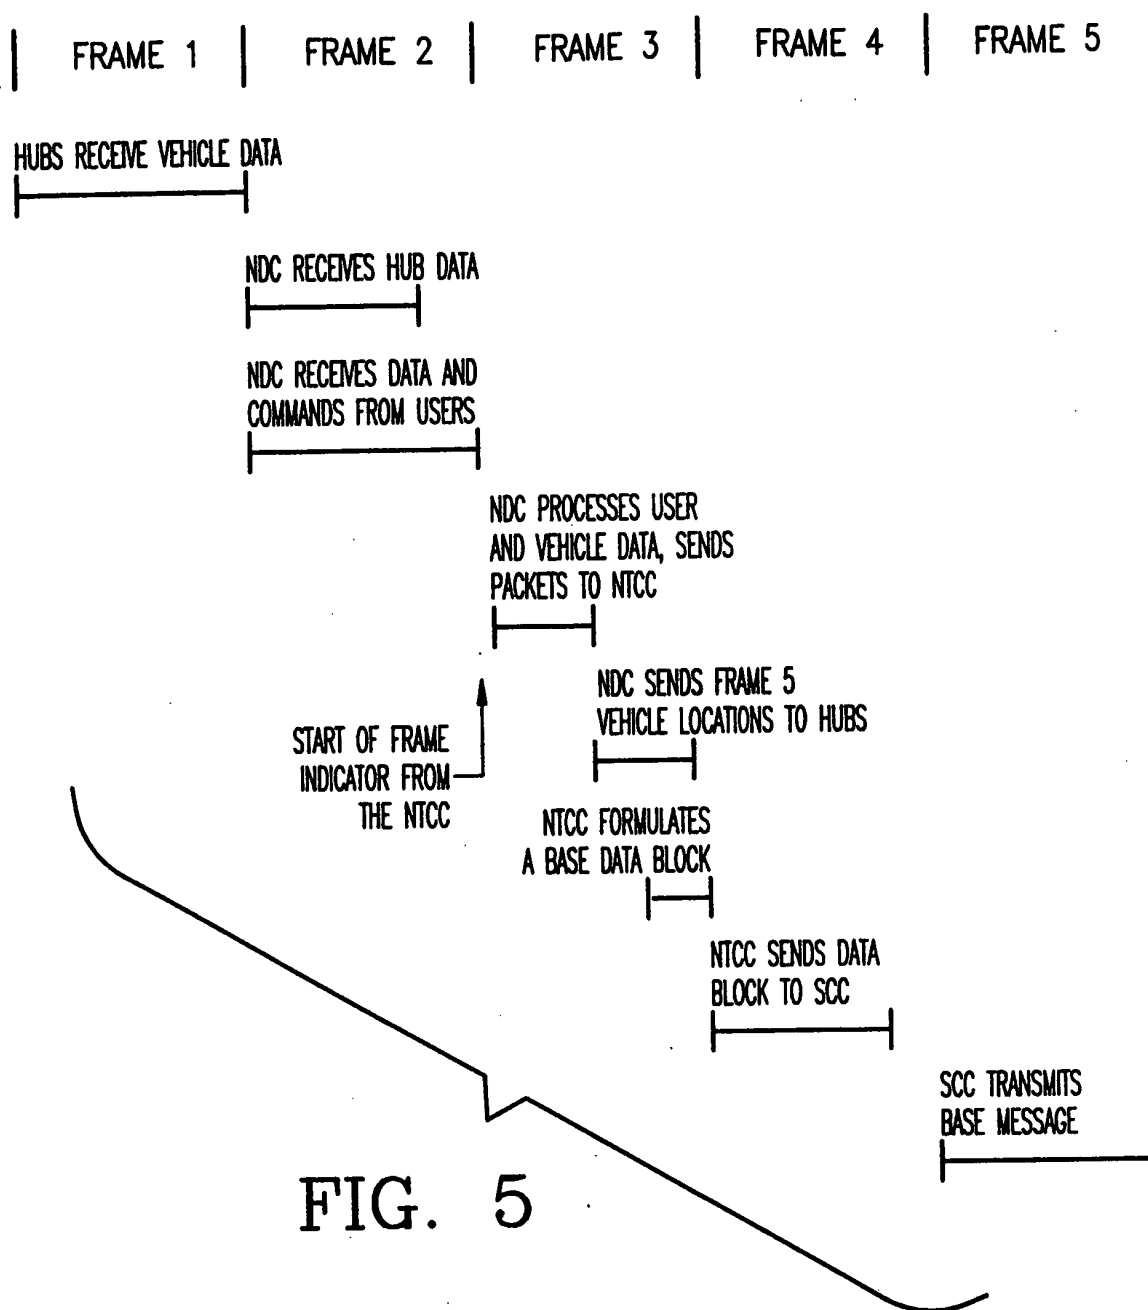 FRAME 1 FRAME 2 FRAME 3 FRAME 4 FRAME 5
HUBS RECEIVE VEHICLE DATA
NDC RECEIVES HUB DATA
NDC RECEIVES DATA AND
COMMANDS FROM USERS
NDC PROCESSES USER
AND VEHICLE DATA, SENDS
PACKETS TO NTCC
NDC SENDS FRAME 5
VEHICLE LOCATIONS TO HUBS
START OF FRAME
INDICATOR FROM
THE NTCC
NTCC FORMULATES
A BASE DATA BLOCK
NTCC SENDS DATA
BLOCK TO SCC
SCC TRANSMITS
BASE MESSAGE
FIG. 5